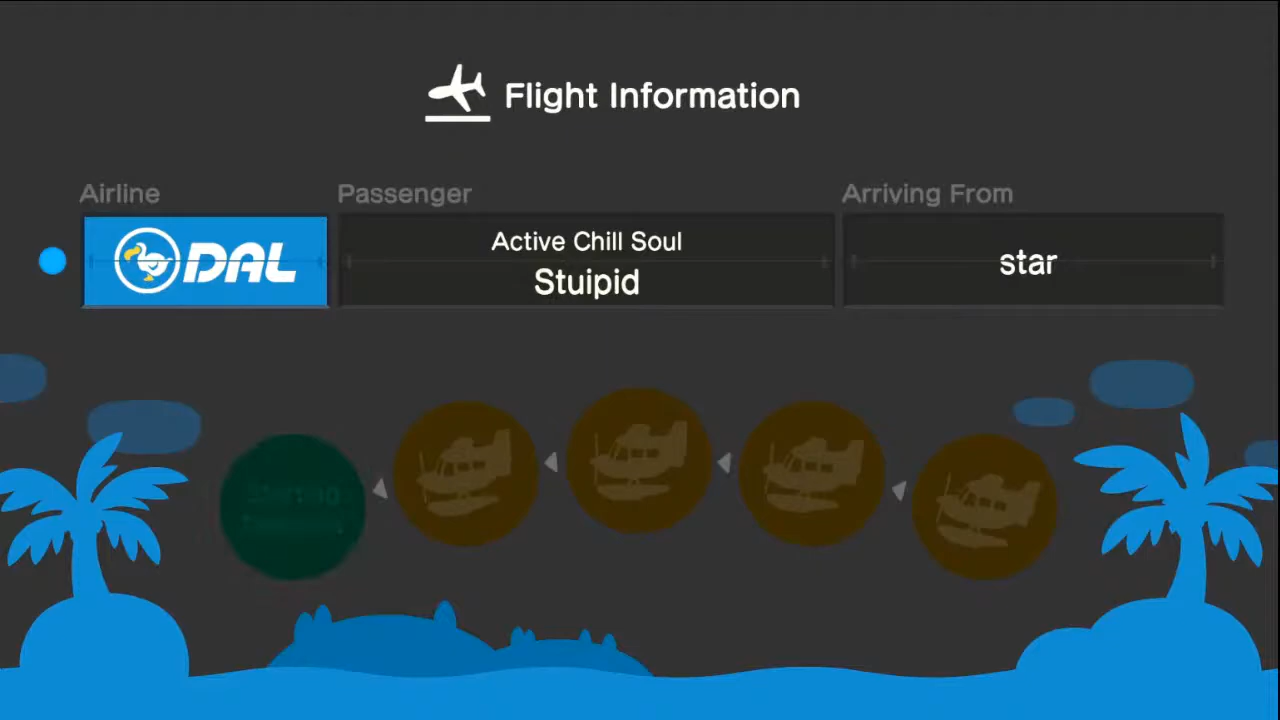 Flight Information
Airline
Passenger
Arriving From
DAL
Active Chill Soul
Stuipid
star